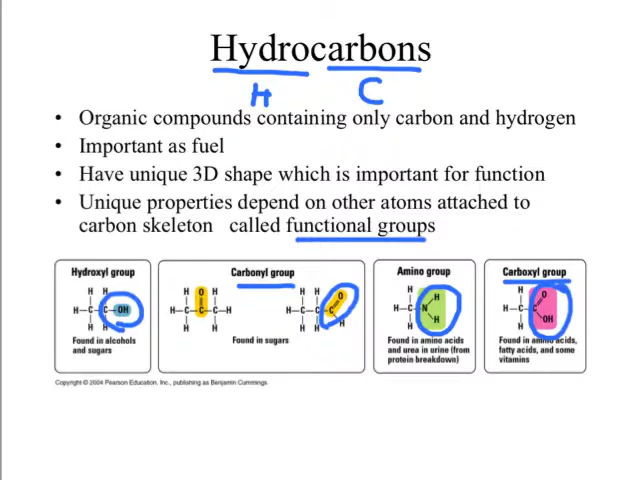 Hydrocarbons
H C
• Organic compounds containing only carbon and hydrogen
• Important as fuel
• Have unique 3D shape which is important for function
• Unique properties depend on other atoms attached to
carbon skeleton called functional groups
Hydroxyl group
H H
H—C—C—OH
H H
Found in alcohols
and sugars
Carbonyl group
H O H
H—C—C—C—H
H H
H H O
H—C—C—C
H H H
Found in sugars
Amino group
H H
H—C—N
H H
Found in amino acids
and urea in urine (from
protein breakdown)
Carboxyl group
H O
H—C—C
H OH
Found in amino acids,
fatty acids, and some
vitamins
Copyright © 2004 Pearson Education, Inc., publishing as Benjamin Cummings.